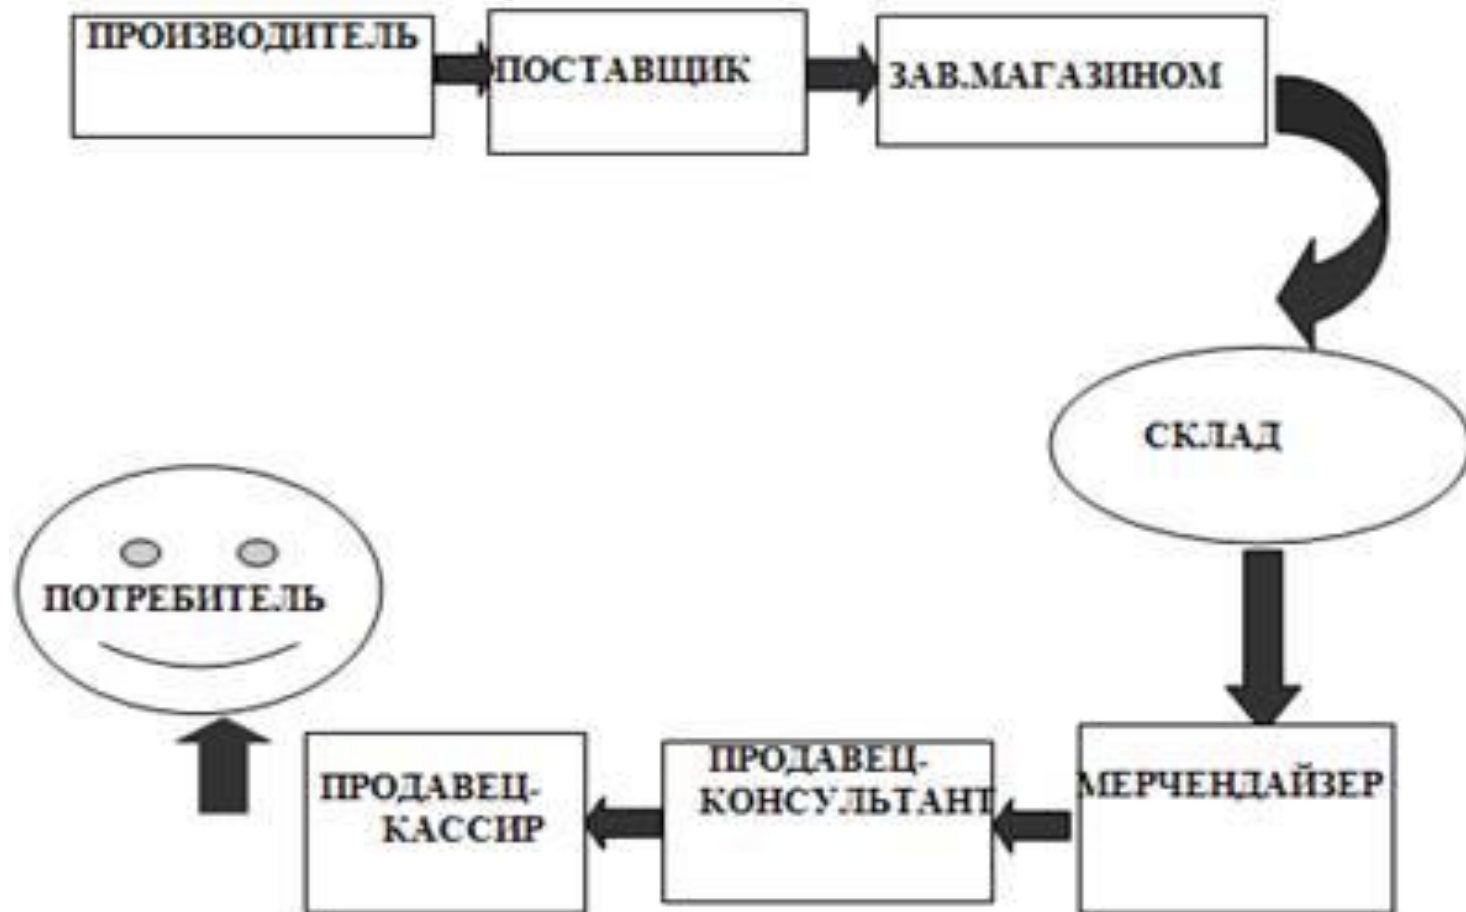 ПРОИЗВОДИТЕЛЬ
ПОСТАВЩИК
ЗАВ.МАГАЗИНОМ
СКЛАД
МЕРЧЕНДАЙЗЕР
ПРОДАВЕЦ-
КОНСУЛЬТАНТ
ПРОДАВЕЦ-
КАССИР
ПОТРЕБИТЕЛЬ